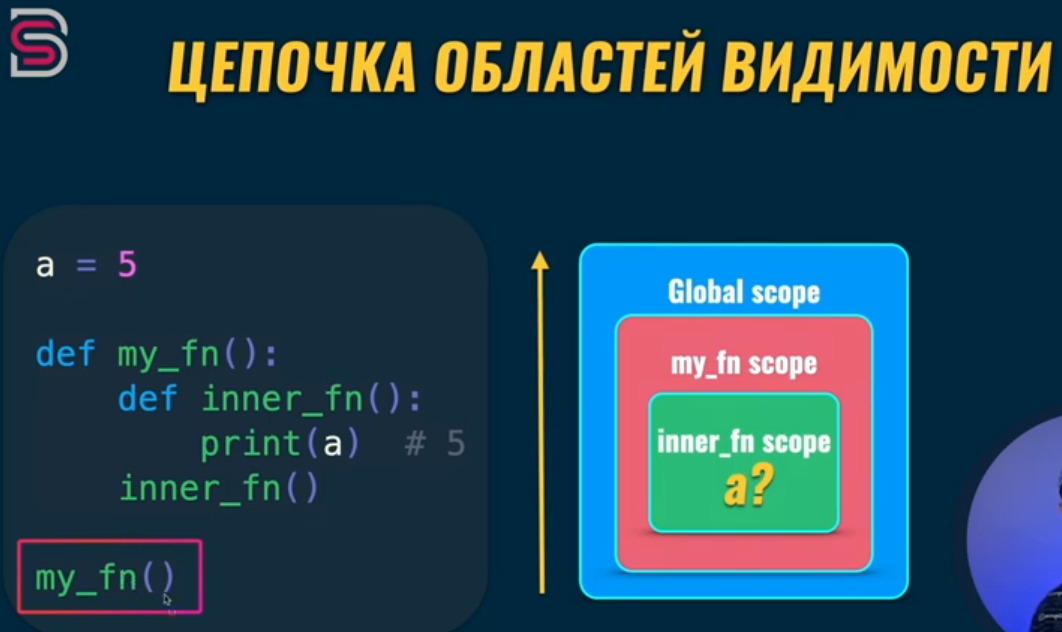 ЦЕПОЧКА ОБЛАСТЕЙ ВИДИМОСТИ
a = 5
def my_fn():
    def inner_fn():
        print(a)  # 5
    inner_fn()
my_fn()
Global scope
my_fn scope
inner_fn scope
a?